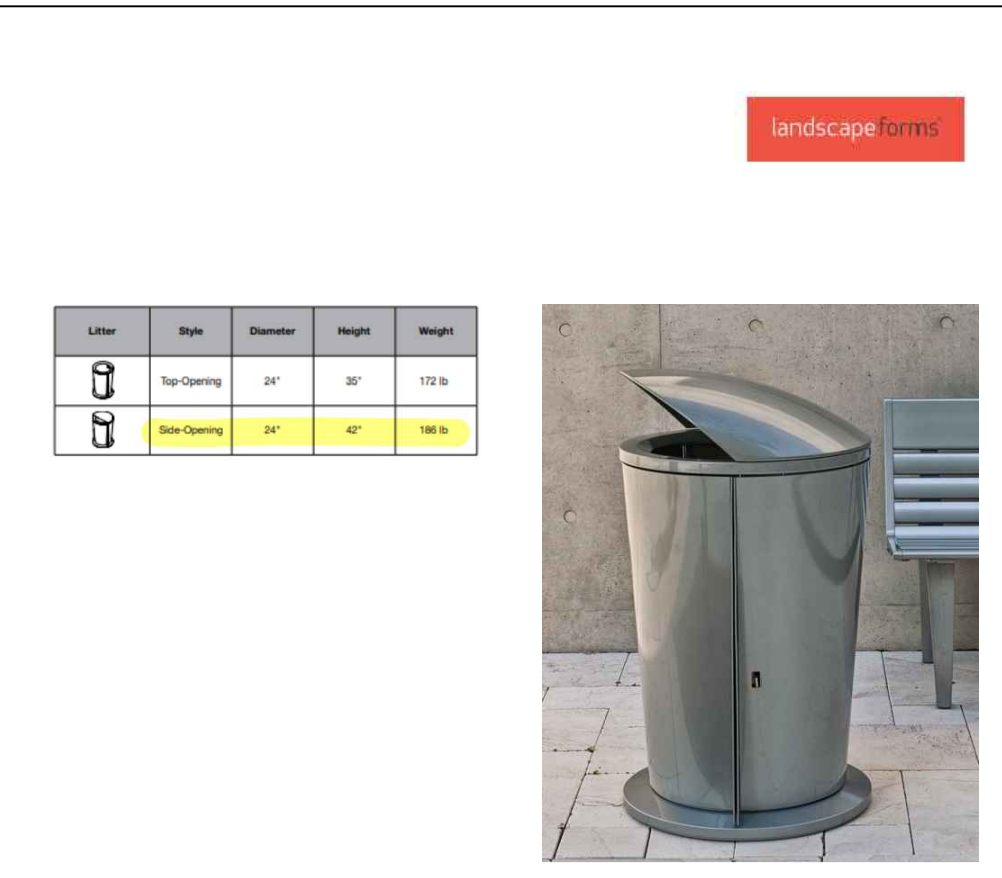 landscapeforms®
Litter Style Diameter Height Weight
Top-Opening 24" 35" 172 lb
Side-Opening 24" 42" 186 lb